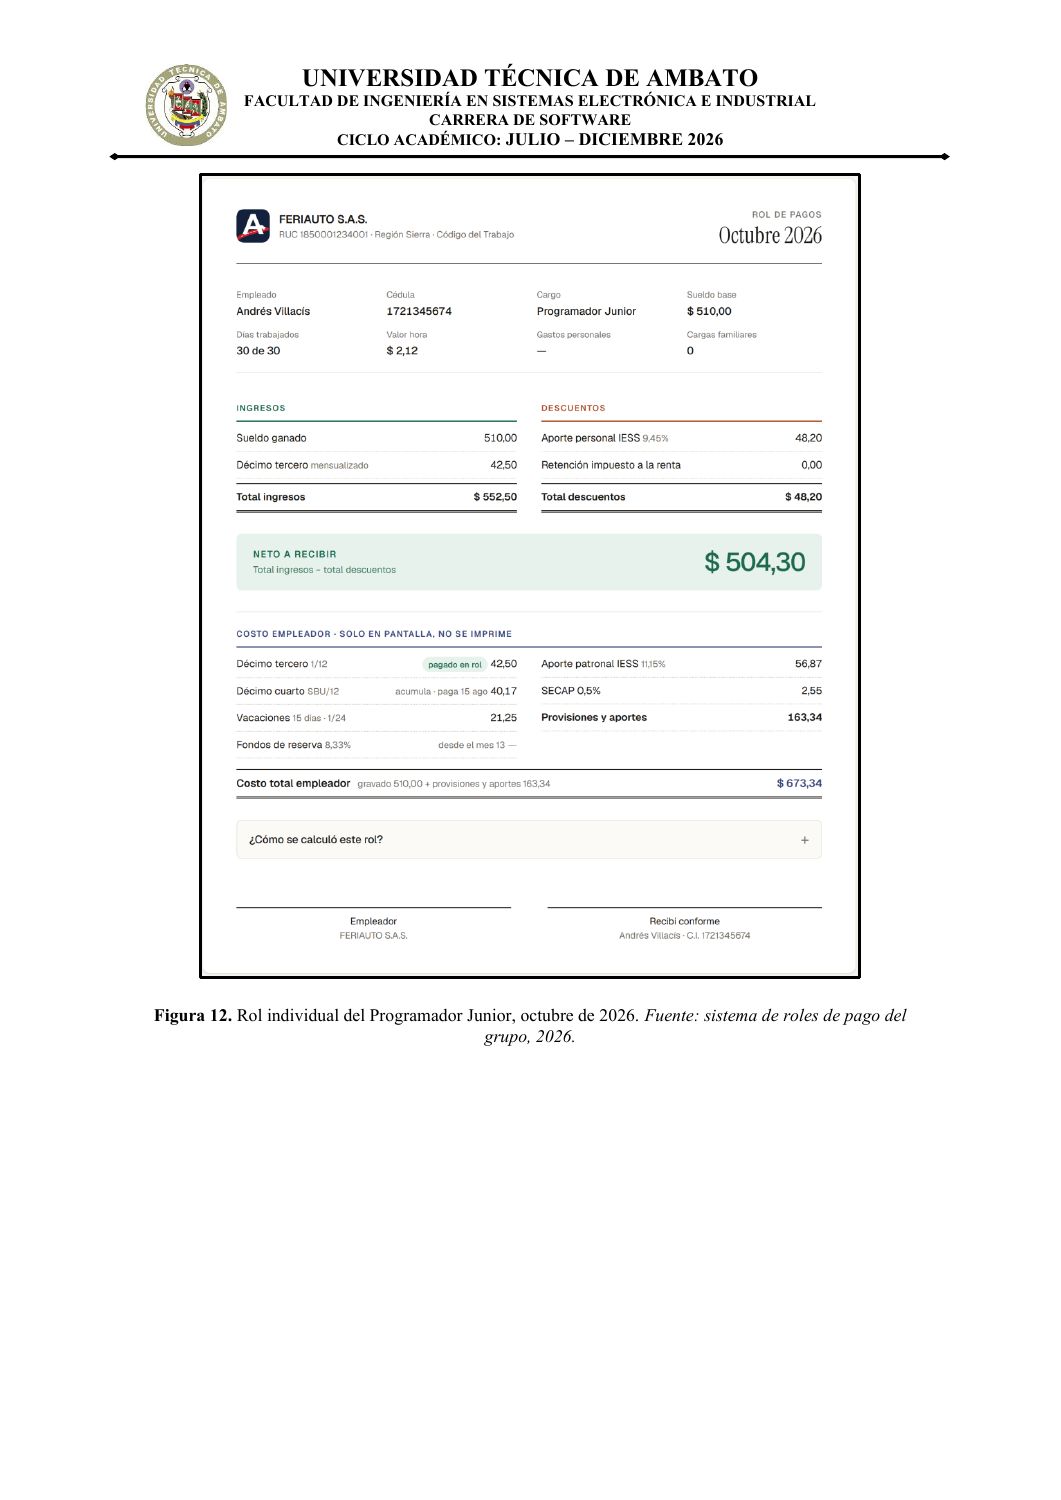 UNIVERSIDAD TÉCNICA DE AMBATO
FACULTAD DE INGENIERÍA EN SISTEMAS ELECTRÓNICA E INDUSTRIAL
CARRERA DE SOFTWARE
CICLO ACADÉMICO: JULIO – DICIEMBRE 2026
UNIVERSIDAD TÉCNICA DE AMBATO
FERIAUTO S.A.S.
RUC 1850001234001 · Región Sierra · Código del Trabajo
ROL DE PAGOS
Octubre 2026
Empleado Cédula Cargo Sueldo base
Andrés Villacís 1721345674 Programador Junior $ 510,00
Días trabajados Valor hora Gastos personales Cargas familiares
30 de 30 $ 2,12 — 0
INGRESOS
Sueldo ganado 510,00
Décimo tercero mensualizado 42,50
Total ingresos $ 552,50
DESCUENTOS
Aporte personal IESS 9,45% 48,20
Retención impuesto a la renta 0,00
Total descuentos $ 48,20
NETO A RECIBIR
Total ingresos − total descuentos
$ 504,30
COSTO EMPLEADOR · SOLO EN PANTALLA, NO SE IMPRIME
Décimo tercero 1/12 pagado en rol 42,50
Décimo cuarto SBU/12 acumula · paga 15 ago 40,17
Vacaciones 15 días · 1/24 21,25
Fondos de reserva 8,33% desde el mes 13 —
Aporte patronal IESS 11,15% 56,87
SECAP 0,5% 2,55
Provisiones y aportes 163,34
Costo total empleador gravado 510,00 + provisiones y aportes 163,34 $ 673,34
¿Cómo se calculó este rol? +
Empleador
FERIAUTO S.A.S.
Recibí conforme
Andrés Villacís · C.I. 1721345674
Figura 12. Rol individual del Programador Junior, octubre de 2026. Fuente: sistema de roles de pago del
grupo, 2026.